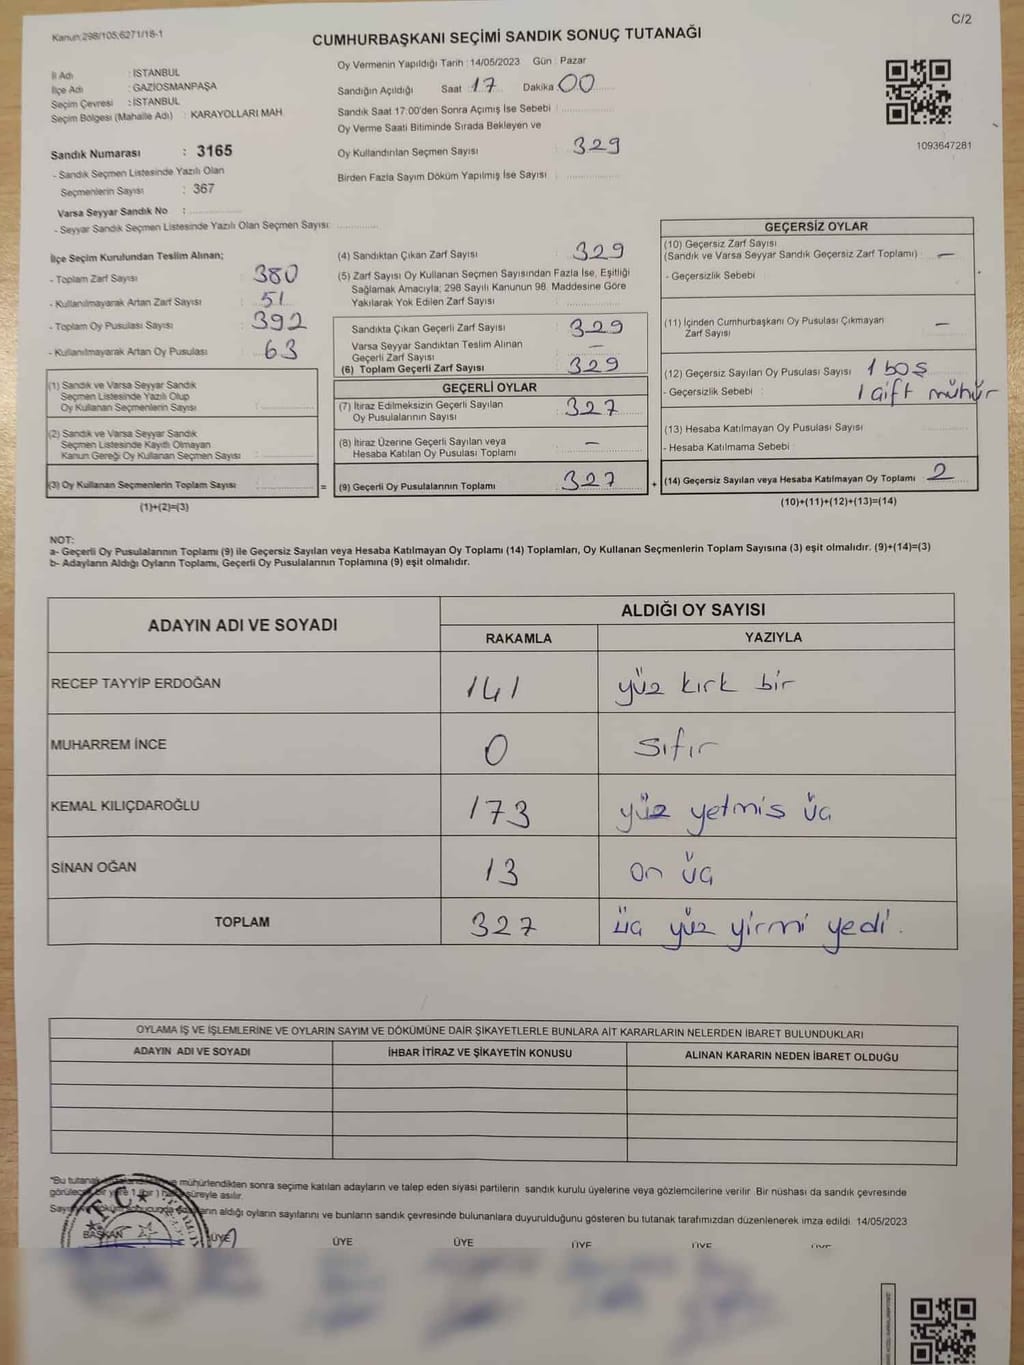 Kanun:298/105;6271/18-1
C/2
CUMHURBAŞKANI SEÇİMİ SANDIK SONUÇ TUTANAĞI
İl Adı : İSTANBUL
İlçe Adı : GAZİOSMANPAŞA
Seçim Çevresi : İSTANBUL
Seçim Bölgesi (Mahalle Adı) : KARAYOLLARI MAH
Sandık Numarası : 3165
- Sandık Seçmen Listesinde Yazılı Olan
Seçmenlerin Sayısı : 367
Varsa Seyyar Sandık No :
- Seyyar Sandık Seçmen Listesinde Yazılı Olan Seçmen Sayısı:
Oy Vermenin Yapıldığı Tarih : 14/05/2023 Gün : Pazar
Sandığın Açıldığı Saat : 17 Dakika : 00
Sandık Saat 17:00'den Sonra Açımış İse Sebebi :
Oy Verme Saati Bitiminde Sırada Bekleyen ve
Oy Kullandırılan Seçmen Sayısı : 329
Birden Fazla Sayım Döküm Yapılmış İse Sayısı :
1093647281
İlçe Seçim Kurulundan Teslim Alınan;
- Toplam Zarf Sayısı : 380
- Kullanılmayarak Artan Zarf Sayısı : 51
- Toplam Oy Pusulası Sayısı : 392
- Kullanılmayarak Artan Oy Pusulası : 63
(1) Sandık ve Varsa Seyyar Sandık
Seçmen Listesinde Yazılı Olup
Oy Kullanan Seçmenlerin Sayısı :
(2) Sandık ve Varsa Seyyar Sandık
Seçmen Listesinde Kayıtlı Olmayan
Kanun Gereği Oy Kullanan Seçmen Sayısı :
(3) Oy Kullanan Seçmenlerin Toplam Sayısı :
(1)+(2)=(3)
=
(4) Sandıktan Çıkan Zarf Sayısı : 329
(5) Zarf Sayısı Oy Kullanan Seçmen Sayısından Fazla İse, Eşitliği
Sağlamak Amacıyla; 298 Sayılı Kanunun 98. Maddesine Göre
Yakılarak Yok Edilen Zarf Sayısı :
Sandıkta Çıkan Geçerli Zarf Sayısı : 329
Varsa Seyyar Sandıktan Teslim Alınan
Geçerli Zarf Sayısı : -
(6) Toplam Geçerli Zarf Sayısı : 329
GEÇERLİ OYLAR
(7) İtiraz Edilmeksizin Geçerli Sayılan
Oy Pusulalarının Sayısı : 327
(8) İtiraz Üzerine Geçerli Sayılan veya
Hesaba Katılan Oy Pusulası Toplamı : -
(9) Geçerli Oy Pusulalarının Toplamı : 327
+
GEÇERSİZ OYLAR
(10) Geçersiz Zarf Sayısı
(Sandık ve Varsa Seyyar Sandık Geçersiz Zarf Toplamı) : -
- Geçersizlik Sebebi :
(11) İçinden Cumhurbaşkanı Oy Pusulası Çıkmayan
Zarf Sayısı : -
(12) Geçersiz Sayılan Oy Pusulası Sayısı : 1 boş
- Geçersizlik Sebebi : 1 çift mühür
(13) Hesaba Katılmayan Oy Pusulası Sayısı :
- Hesaba Katılmama Sebebi :
(14) Geçersiz Sayılan veya Hesaba Katılmayan Oy Toplamı : 2
(10)+(11)+(12)+(13)=(14)
NOT:
a- Geçerli Oy Pusulalarının Toplamı (9) ile Geçersiz Sayılan veya Hesaba Katılmayan Oy Toplamı (14) Toplamları, Oy Kullanan Seçmenlerin Toplam Sayısına (3) eşit olmalıdır. (9)+(14)=(3)
b- Adayların Aldığı Oyların Toplamı, Geçerli Oy Pusulalarının Toplamına (9) eşit olmalıdır.
ADAYIN ADI VE SOYADI ALDIĞI OY SAYISI
RAKAMLA YAZIYLA
RECEP TAYYİP ERDOĞAN 141 yüz kırk bir
MUHARREM İNCE 0 sıfır
KEMAL KILIÇDAROĞLU 173 yüz yetmis üç
SİNAN OĞAN 13 on üç
TOPLAM 327 üç yüz yirmi yedi.
OYLAMA İŞ VE İŞLEMLERİNE VE OYLARIN SAYIM VE DÖKÜMÜNE DAİR ŞİKAYETLERLE BUNLARA AİT KARARLARIN NELERDEN İBARET BULUNDUKLARI
ADAYIN ADI VE SOYADI İHBAR İTİRAZ VE ŞİKAYETİN KONUSU ALINAN KARARIN NEDEN İBARET OLDUĞU
"Bu tutanak mühürlendikten sonra seçime katılan adayların ve talep eden siyasi partilerin sandık kurulu üyelerine veya gözlemcilerine verilir. Bir nüshası da sandık çevresinde
görülecek bir yere 1 (bir) hafta süreyle asılır.
aldığı oyların sayılarını ve bunların sandık çevresinde bulunanlara duyurulduğunu gösteren bu tutanak tarafımızdan düzenlenerek imza edildi. 14/05/2023
T.C.
BAŞKAN ÜYE ÜYE ÜYE ÜYE ÜYE ÜYE